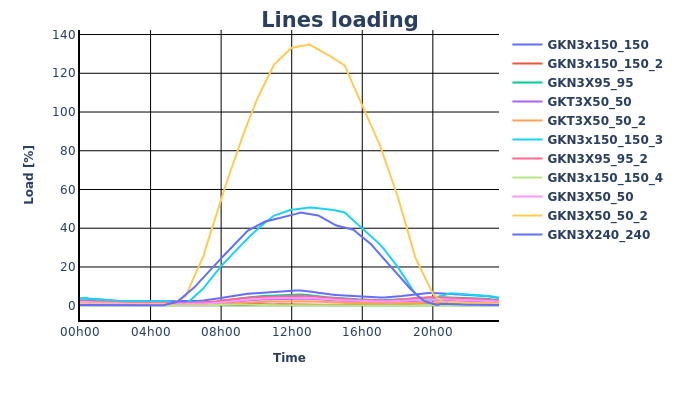 Lines loading
Load [%]
140
120
100
80
60
40
20
0
00h00 04h00 08h00 12h00 16h00 20h00
Time
GKN3x150_150
GKN3x150_150_2
GKN3X95_95
GKT3X50_50
GKT3X50_50_2
GKN3x150_150_3
GKN3X95_95_2
GKN3x150_150_4
GKN3X50_50
GKN3X50_50_2
GKN3X240_240